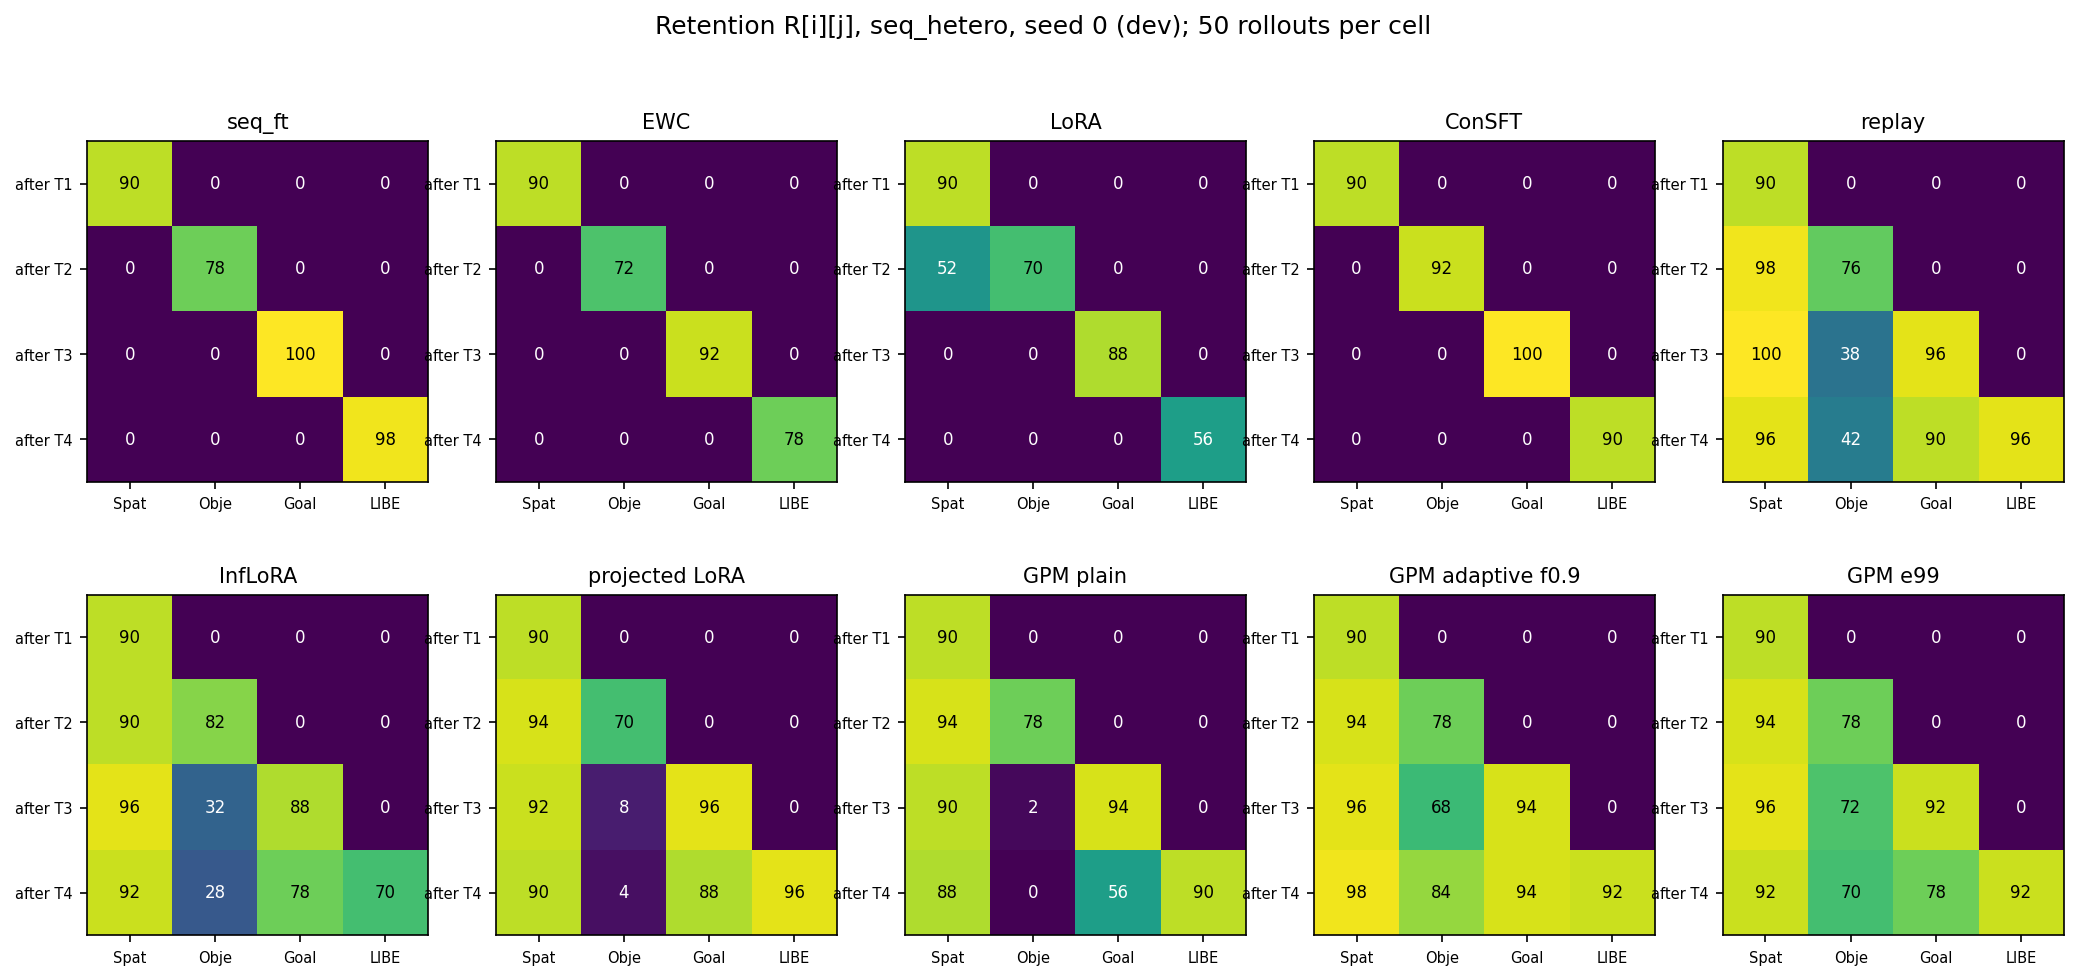 Retention R[i][j], seq_hetero, seed 0 (dev); 50 rollouts per cell
seq_ft
after T1 90 0 0 0
after T2 0 78 0 0
after T3 0 0 100 0
after T4 0 0 0 98
Spat Obje Goal LIBE
EWC
after T1 90 0 0 0
after T2 0 72 0 0
after T3 0 0 92 0
after T4 0 0 0 78
Spat Obje Goal LIBE
LoRA
after T1 90 0 0 0
after T2 52 70 0 0
after T3 0 0 88 0
after T4 0 0 0 56
Spat Obje Goal LIBE
ConSFT
after T1 90 0 0 0
after T2 0 92 0 0
after T3 0 0 100 0
after T4 0 0 0 90
Spat Obje Goal LIBE
replay
after T1 90 0 0 0
after T2 98 76 0 0
after T3 100 38 96 0
after T4 96 42 90 96
Spat Obje Goal LIBE
InfLoRA
after T1 90 0 0 0
after T2 90 82 0 0
after T3 96 32 88 0
after T4 92 28 78 70
Spat Obje Goal LIBE
projected LoRA
after T1 90 0 0 0
after T2 94 70 0 0
after T3 92 8 96 0
after T4 90 4 88 96
Spat Obje Goal LIBE
GPM plain
after T1 90 0 0 0
after T2 94 78 0 0
after T3 90 2 94 0
after T4 88 0 56 90
Spat Obje Goal LIBE
GPM adaptive f0.9
after T1 90 0 0 0
after T2 94 78 0 0
after T3 96 68 94 0
after T4 98 84 94 92
Spat Obje Goal LIBE
GPM e99
after T1 90 0 0 0
after T2 94 78 0 0
after T3 96 72 92 0
after T4 92 70 78 92
Spat Obje Goal LIBE